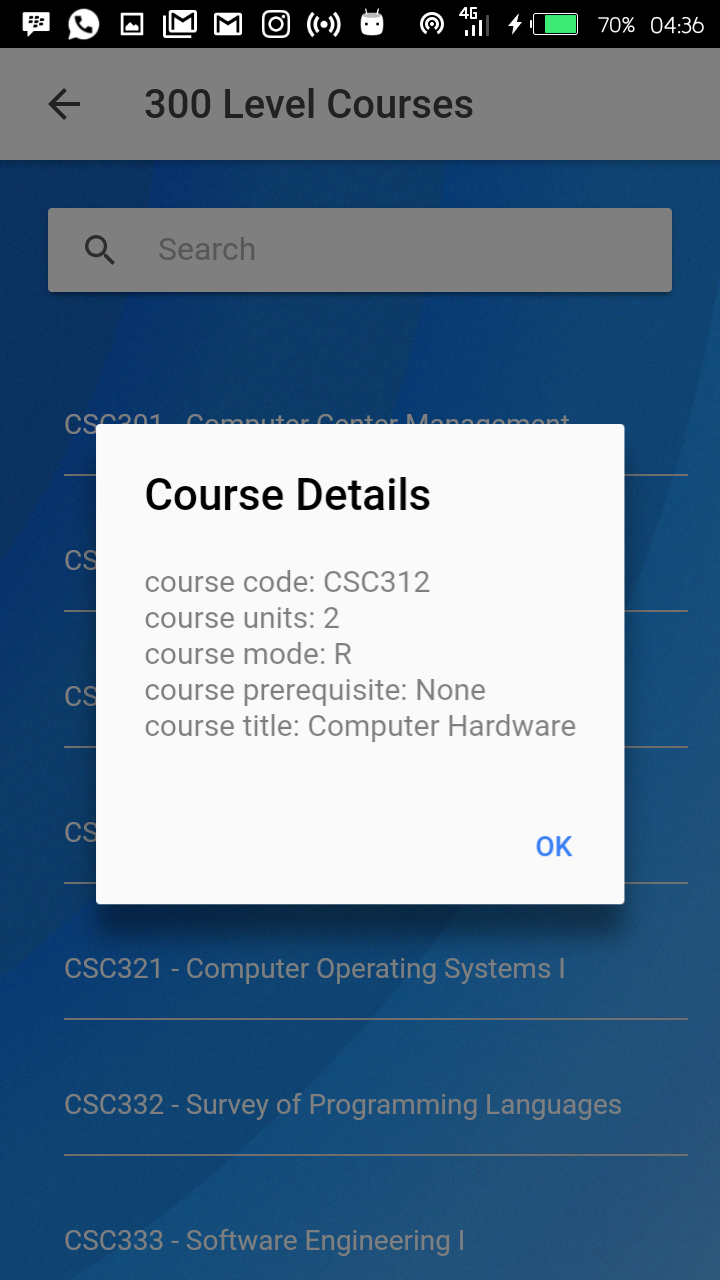 4G 70% 04:36
300 Level Courses
Search
CSC301 - Computer Center Management
Course Details
CS
course code: CSC312
course units: 2
course mode: R
CS
course prerequisite: None
course title: Computer Hardware
CS
OK
CSC321 - Computer Operating Systems I
CSC332 - Survey of Programming Languages
CSC333 - Software Engineering I